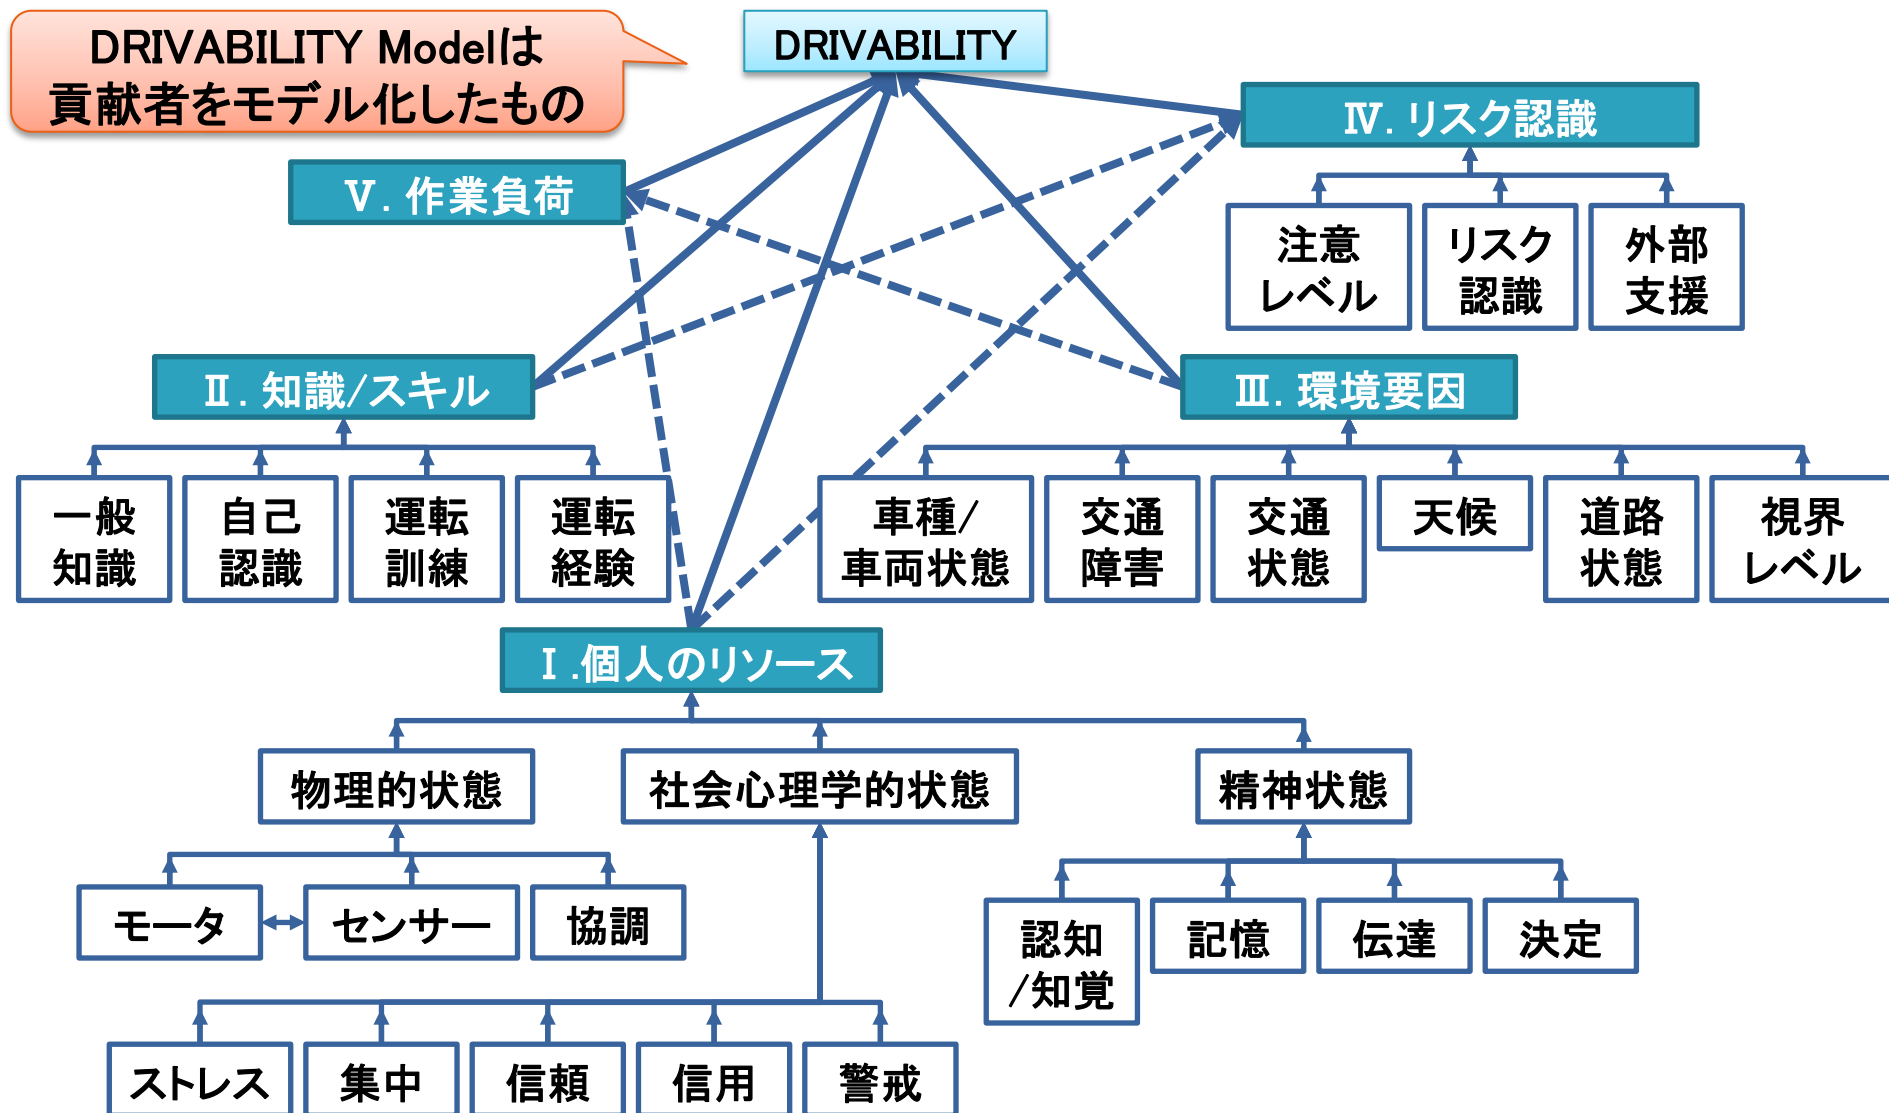 DRIVABILITY Modelは
貢献者をモデル化したもの
DRIVABILITY
Ⅳ. リスク認識
Ⅴ. 作業負荷
注意
レベル
リスク
認識
外部
支援
Ⅱ. 知識/スキル
Ⅲ. 環境要因
一般
知識
自己
認識
運転
訓練
運転
経験
車種/
車両状態
交通
障害
交通
状態
天候
道路
状態
視界
レベル
Ⅰ.個人のリソース
物理的状態
社会心理学的状態
精神状態
モータ
センサー
協調
認知
/知覚
記憶
伝達
決定
ストレス
集中
信頼
信用
警戒